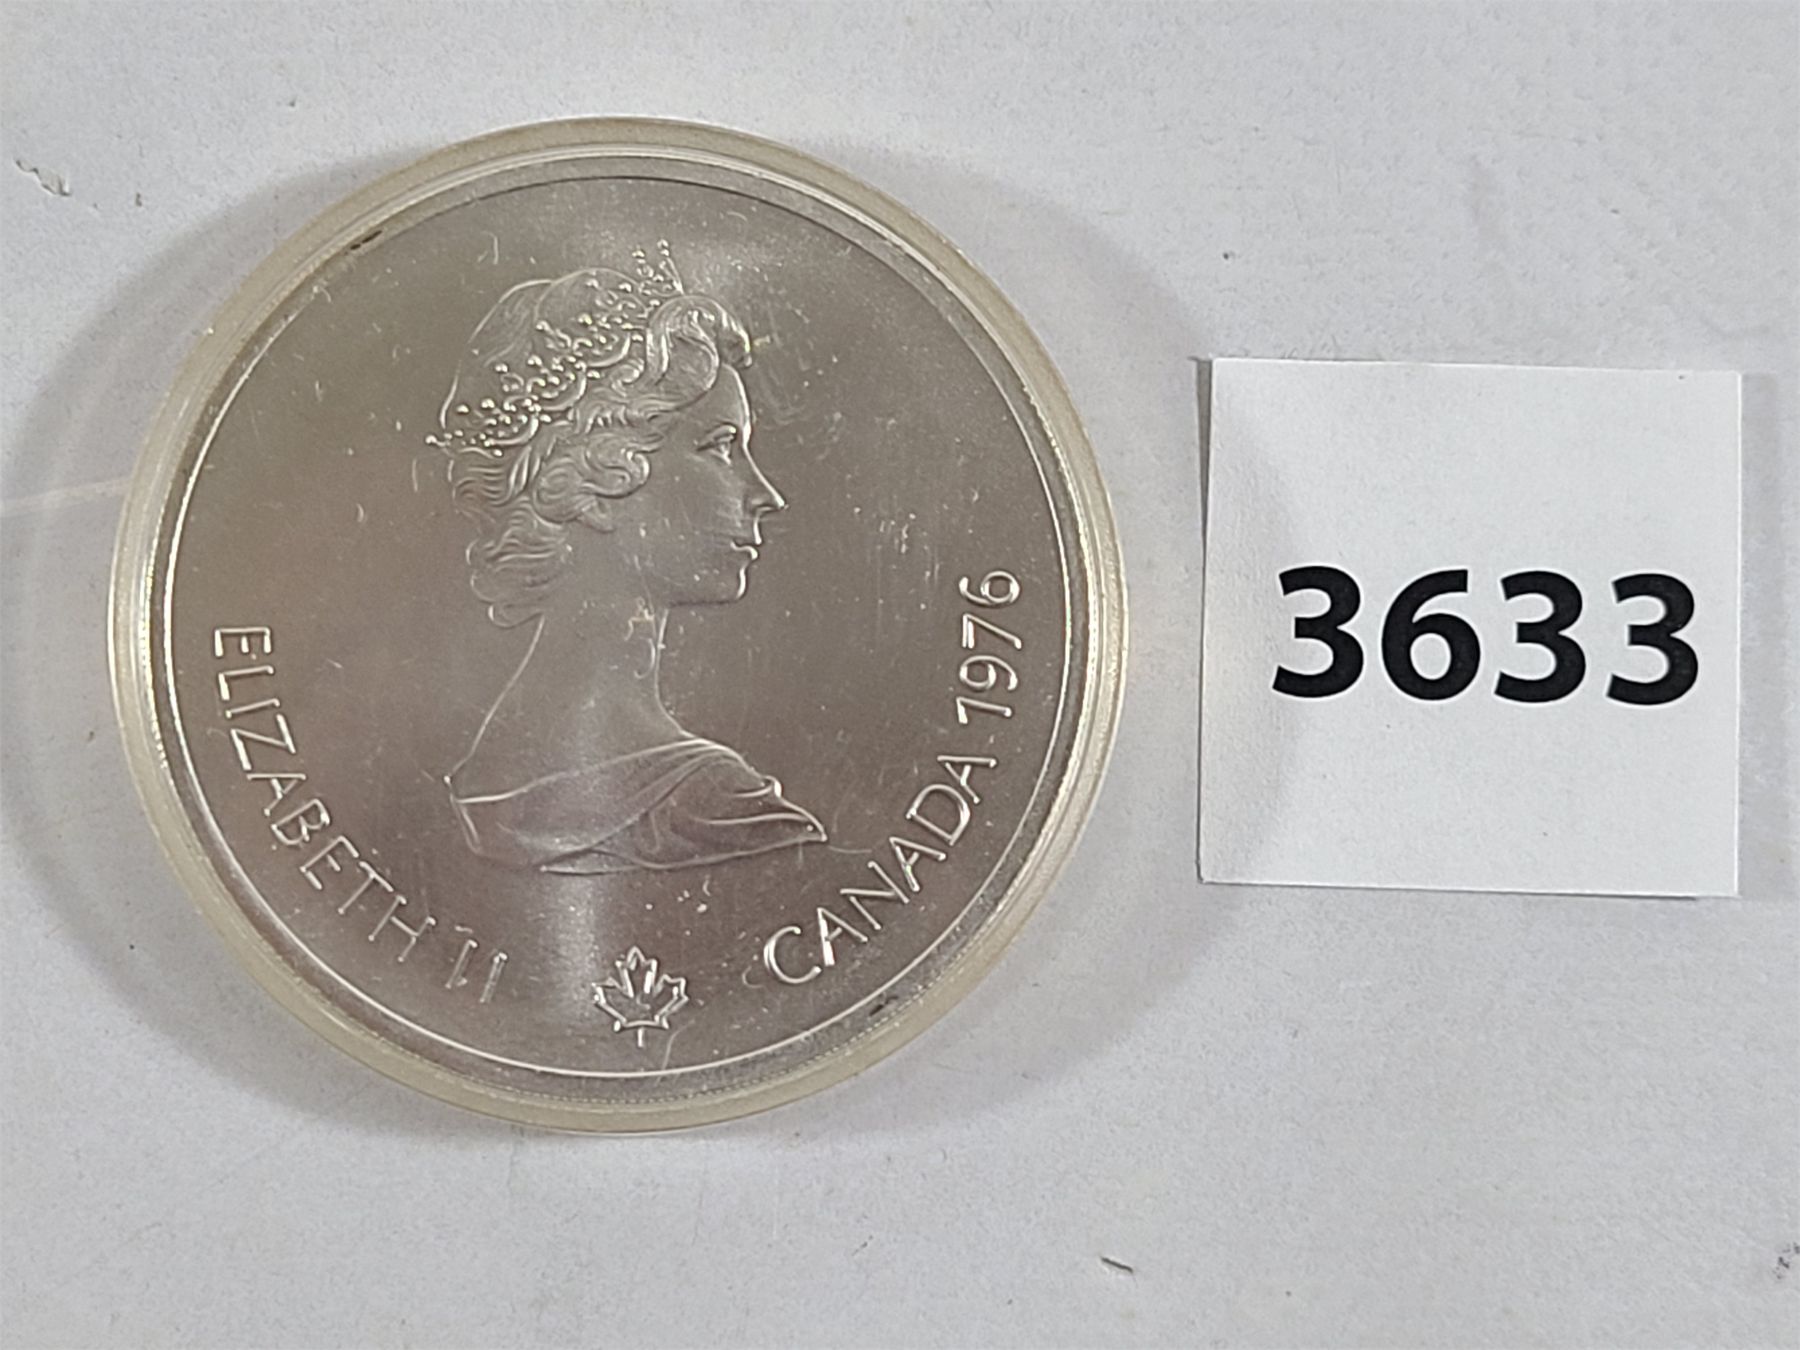 ELIZABETH II
CANADA 1976
3633